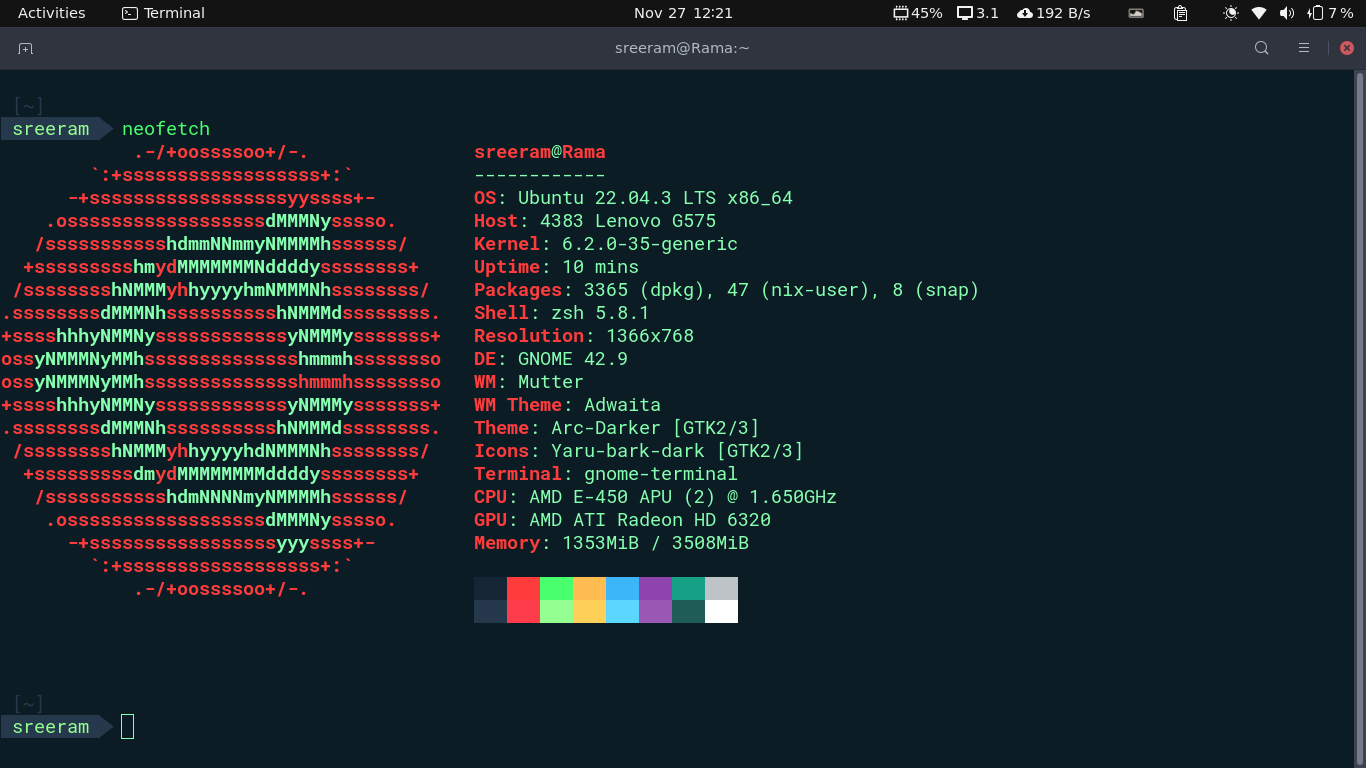 Activities Terminal Nov 27 12:21 45% 3.1 192 B/s 7 %
sreeram@Rama:~
[~]
sreeram neofetch
            .-/+oossssoo+/-.               sreeram@Rama
        `:+ssssssssssssssssss+:`           ------------
      -+ssssssssssssssssssyyssss+-         OS: Ubuntu 22.04.3 LTS x86_64
    .ossssssssssssssssssdMMMNysssso.       Host: 4383 Lenovo G575
   /ssssssssssshdmmNNmmyNMMMMhssssss/      Kernel: 6.2.0-35-generic
  +ssssssssshmydMMMMMMMNddddyssssssss+     Uptime: 10 mins
 /sssssssshNMMMyhhyyyyhmNMMMNhssssssss/    Packages: 3365 (dpkg), 47 (nix-user), 8 (snap)
.ssssssssdMMMNhsssssssssshNMMMdssssssss.   Shell: zsh 5.8.1
+sssshhhyNMMNyssssssssssssyNMMMysssssss+   Resolution: 1366x768
ossyNMMMNyMMhsssssssssssssshmmmhssssssso   DE: GNOME 42.9
ossyNMMMNyMMhsssssssssssssshmmmhssssssso   WM: Mutter
+sssshhhyNMMNyssssssssssssyNMMMysssssss+   WM Theme: Adwaita
.ssssssssdMMMNhsssssssssshNMMMdssssssss.   Theme: Arc-Darker [GTK2/3]
 /sssssssshNMMMyhhyyyyhdNMMMNhssssssss/    Icons: Yaru-bark-dark [GTK2/3]
  +sssssssssdmydMMMMMMMMddddyssssssss+     Terminal: gnome-terminal
   /ssssssssssshdmNNNNmyNMMMMhssssss/      CPU: AMD E-450 APU (2) @ 1.650GHz
    .ossssssssssssssssssdMMMNysssso.       GPU: AMD ATI Radeon HD 6320
      -+sssssssssssssssssyyyssss+-         Memory: 1353MiB / 3508MiB
        `:+ssssssssssssssssss+:`
            .-/+oossssoo+/-.
[~]
sreeram